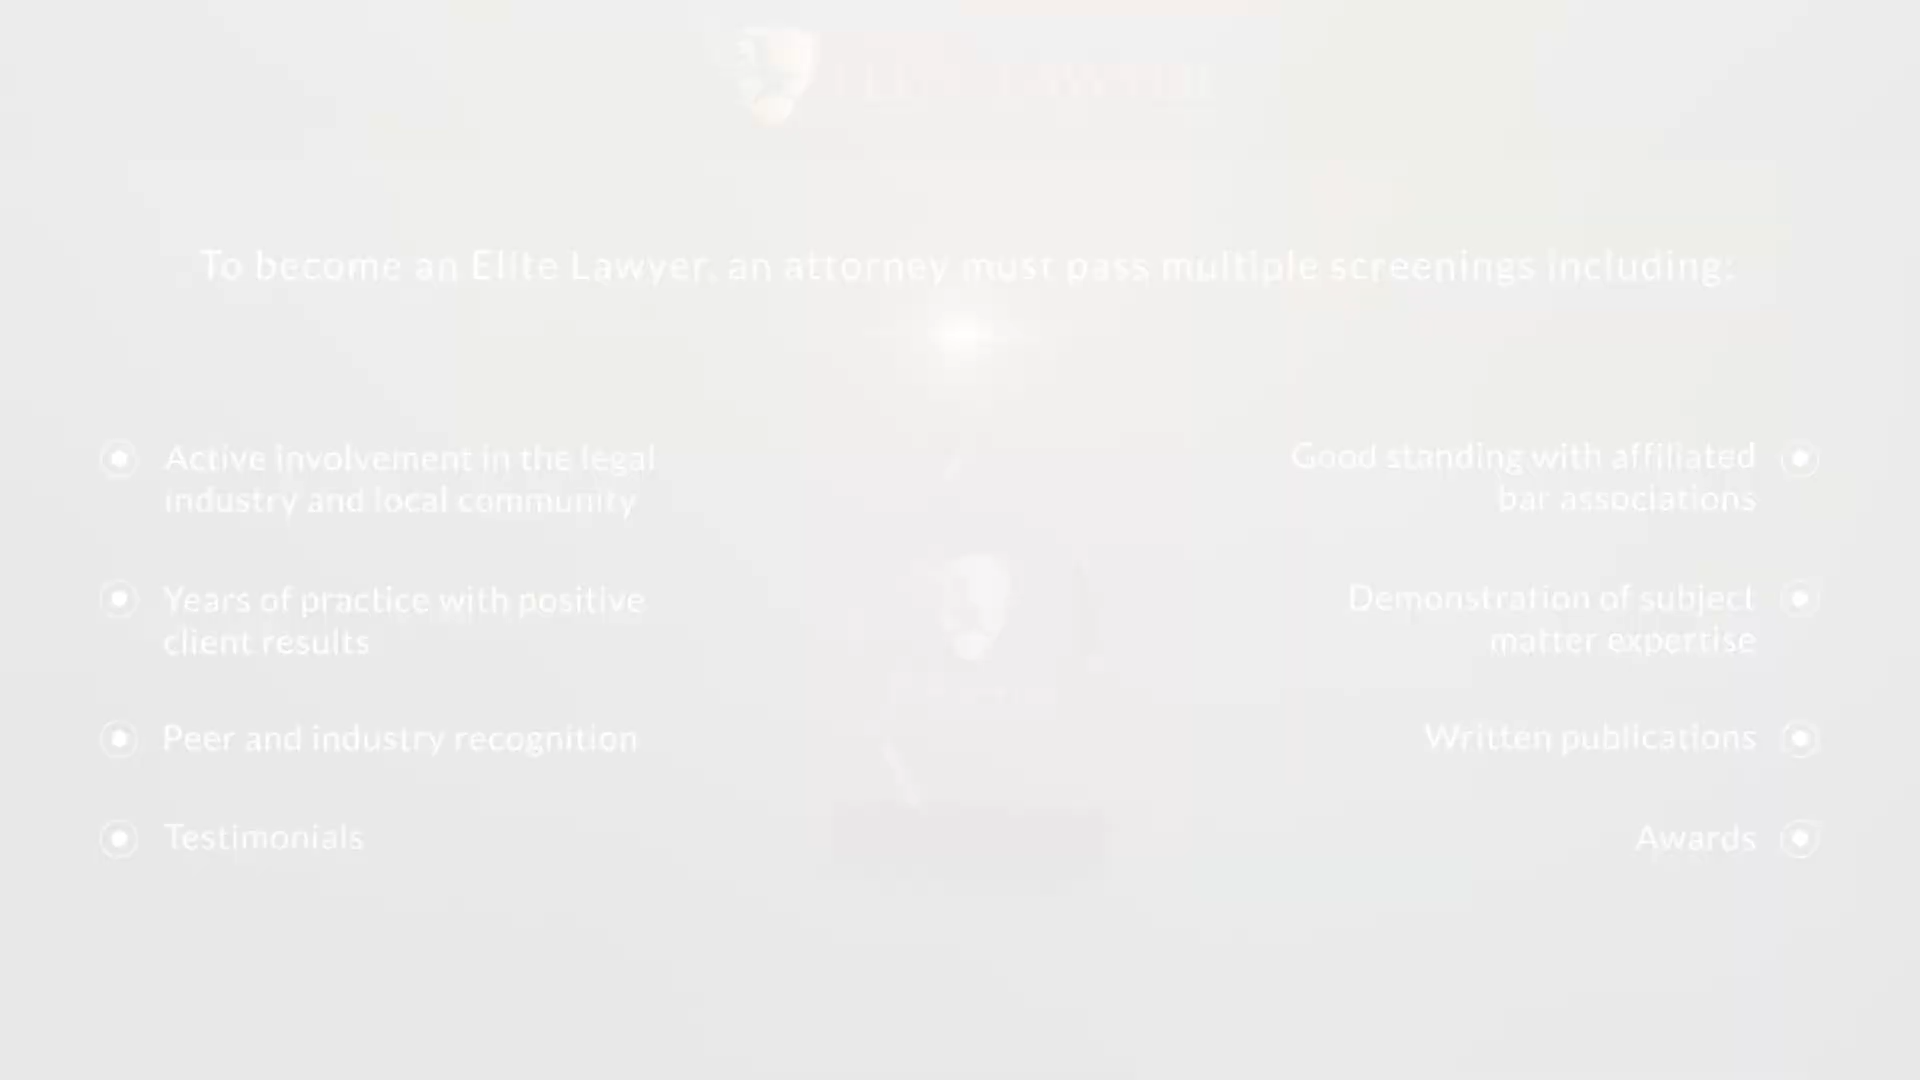 ELITE LAWYER
To become an Elite Lawyer, an attorney must pass multiple screenings including:
Active involvement in the legal
industry and local community
Years of practice with positive
client results
Peer and industry recognition
Testimonials
Good standing with affiliated
bar associations
Demonstration of subject
matter expertise
Written publications
Awards